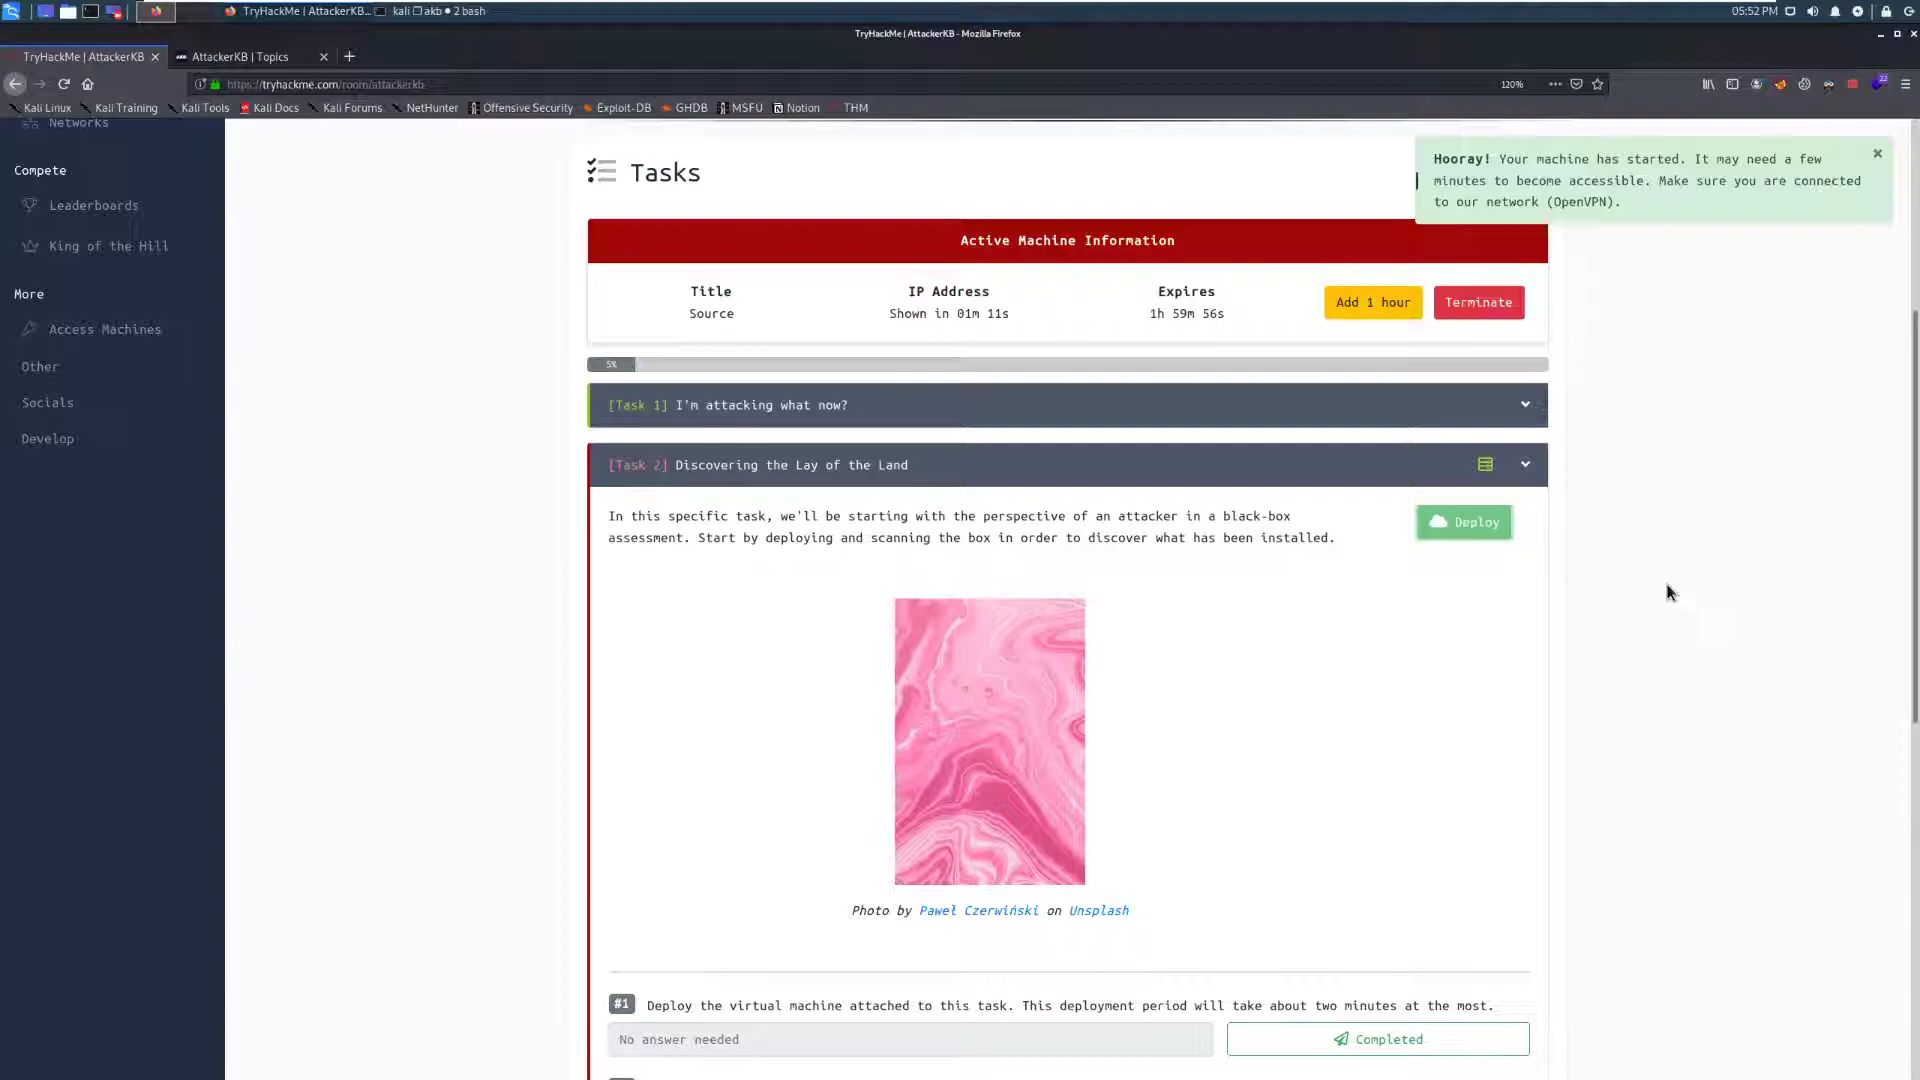 TryHackMe | AttackerKB...
kali ❐ akb ● 2 bash
05:52 PM
TryHackMe | AttackerKB - Mozilla Firefox
TryHackMe | AttackerKB
AttackerKB | Topics
https://tryhackme.com/room/attackerkb
120%
22
Kali Linux
Kali Training
Kali Tools
Kali Docs
Kali Forums
NetHunter
Offensive Security
Exploit-DB
GHDB
MSFU
Notion
THM
Networks
Compete
Leaderboards
King of the Hill
More
Access Machines
Other
Socials
Develop
Hooray! Your machine has started. It may need a few
minutes to become accessible. Make sure you are connected
to our network (OpenVPN).
Tasks
Active Machine Information
Title
IP Address
Expires
Source
Shown in 01m 11s
1h 59m 56s
Add 1 hour
Terminate
5%
[Task 1] I'm attacking what now?
[Task 2] Discovering the Lay of the Land
In this specific task, we'll be starting with the perspective of an attacker in a black-box
assessment. Start by deploying and scanning the box in order to discover what has been installed.
Deploy
Photo by Paweł Czerwiński on Unsplash
#1 Deploy the virtual machine attached to this task. This deployment period will take about two minutes at the most.
No answer needed
Completed